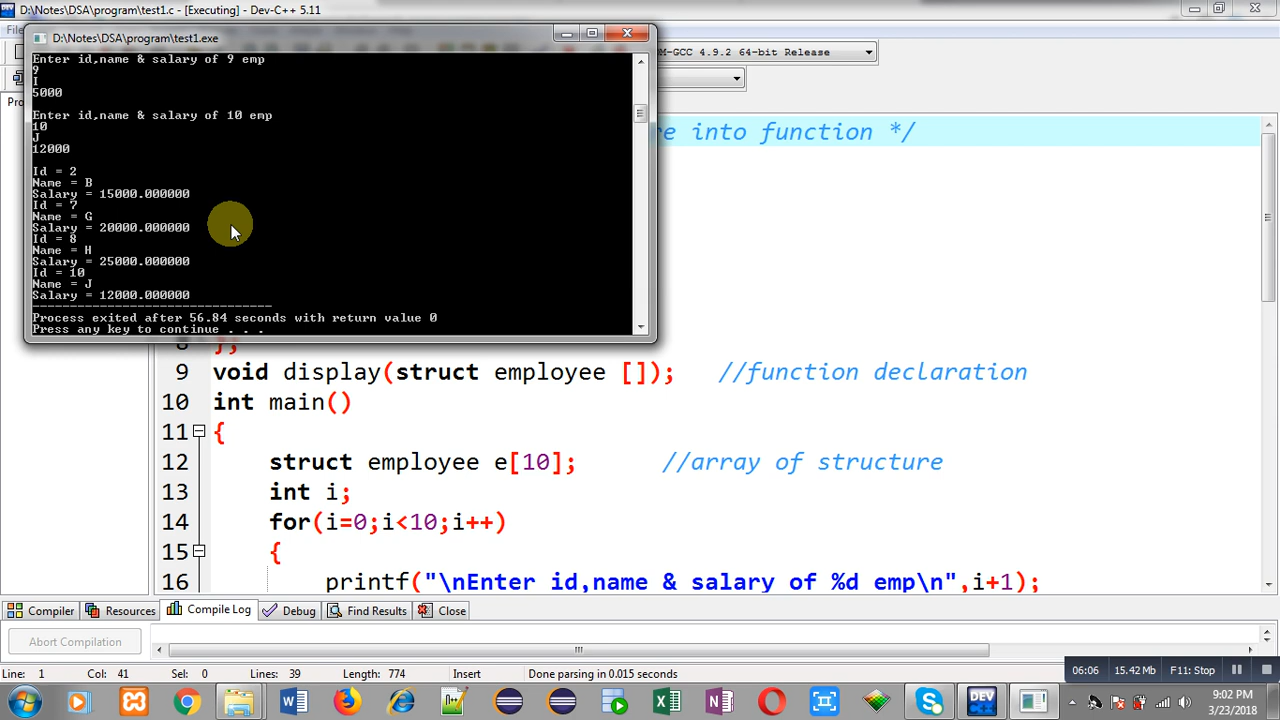 D:\Notes\DSA\program\test1.c - [Executing] - Dev-C++ 5.11
D:\Notes\DSA\program\test1.exe
Enter id,name & salary of 9 emp
9
I
5000
Enter id,name & salary of 10 emp
10
J
12000
Id = 2
Name = B
Salary = 15000.000000
Id = 7
Name = G
Salary = 20000.000000
Id = 8
Name = H
Salary = 25000.000000
Id = 10
Name = J
Salary = 12000.000000
--------------------------------
Process exited after 56.84 seconds with return value 0
Press any key to continue . . .
M-GCC 4.9.2 64-bit Release
re into function */
8 };
9 void display(struct employee []); //function declaration
10 int main()
11 {
12 struct employee e[10]; //array of structure
13 int i;
14 for(i=0;i<10;i++)
15 {
16 printf("\nEnter id,name & salary of %d emp\n",i+1);
Compiler Resources Compile Log Debug Find Results Close
Abort Compilation
Line: 1 Col: 41 Sel: 0 Lines: 39 Length: 774 Insert Done parsing in 0.015 seconds
06:06 15.42 Mb F11: Stop
9:02 PM
3/23/2018